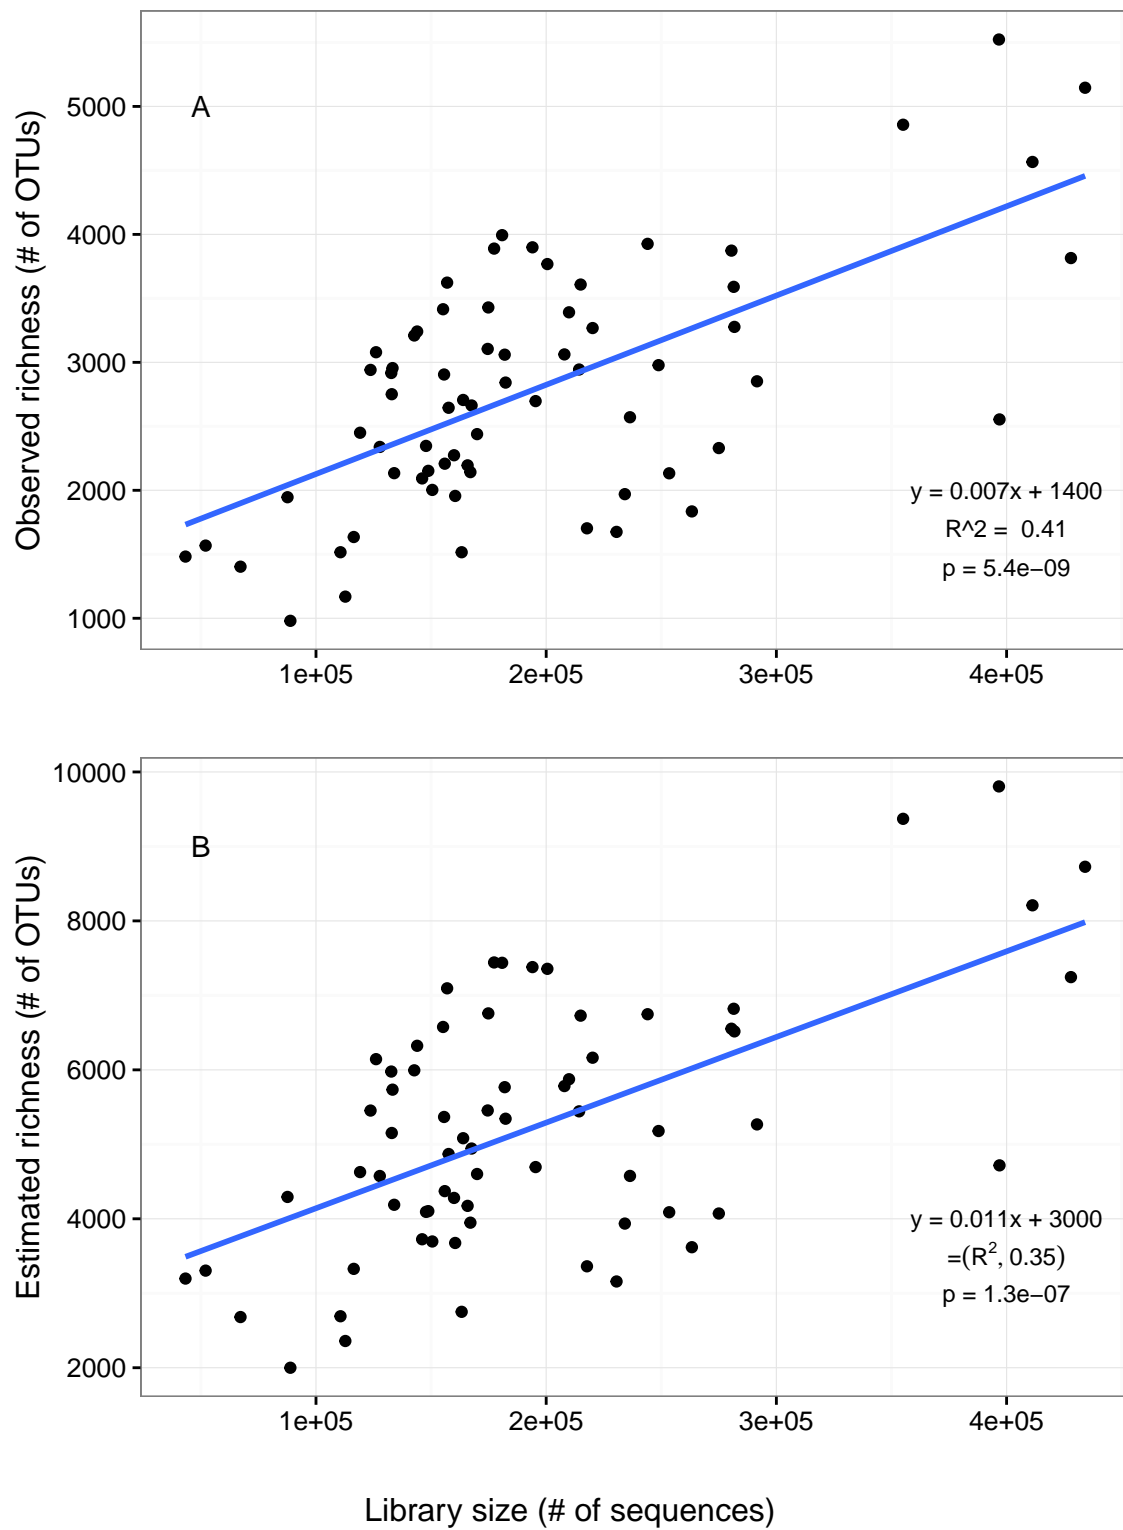 A
Observed richness (# of OTUs)
5000
4000
3000
2000
1000
y = 0.007x + 1400
R^2 = 0.41
p = 5.4e−09
1e+05 2e+05 3e+05 4e+05
B
Estimated richness (# of OTUs)
10000
8000
6000
4000
2000
y = 0.011x + 3000
=(R², 0.35)
p = 1.3e−07
1e+05 2e+05 3e+05 4e+05
Library size (# of sequences)